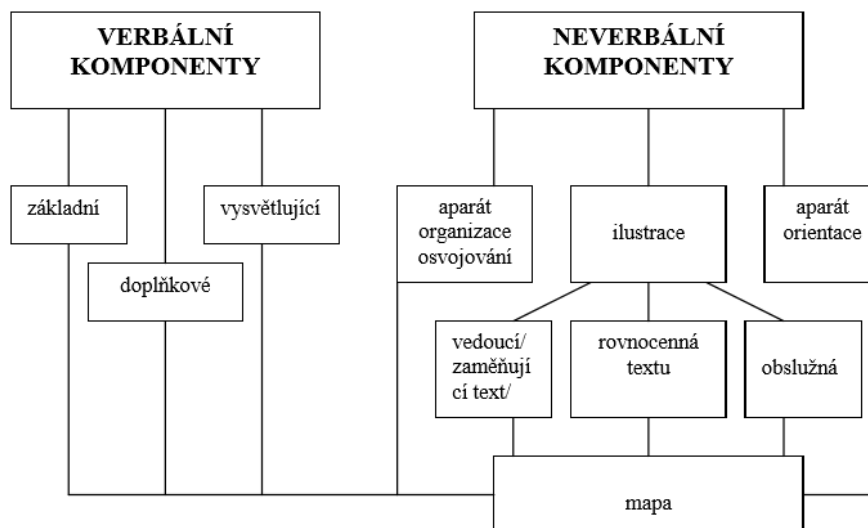 VERBÁLNÍ
KOMPONENTY
NEVERBÁLNÍ
KOMPONENTY
základní
vysvětlující
doplňkové
aparát
organizace
osvojování
ilustrace
aparát
orientace
vedoucí/
zaměňují
cí text/
rovnocenná
textu
obslužná
mapa